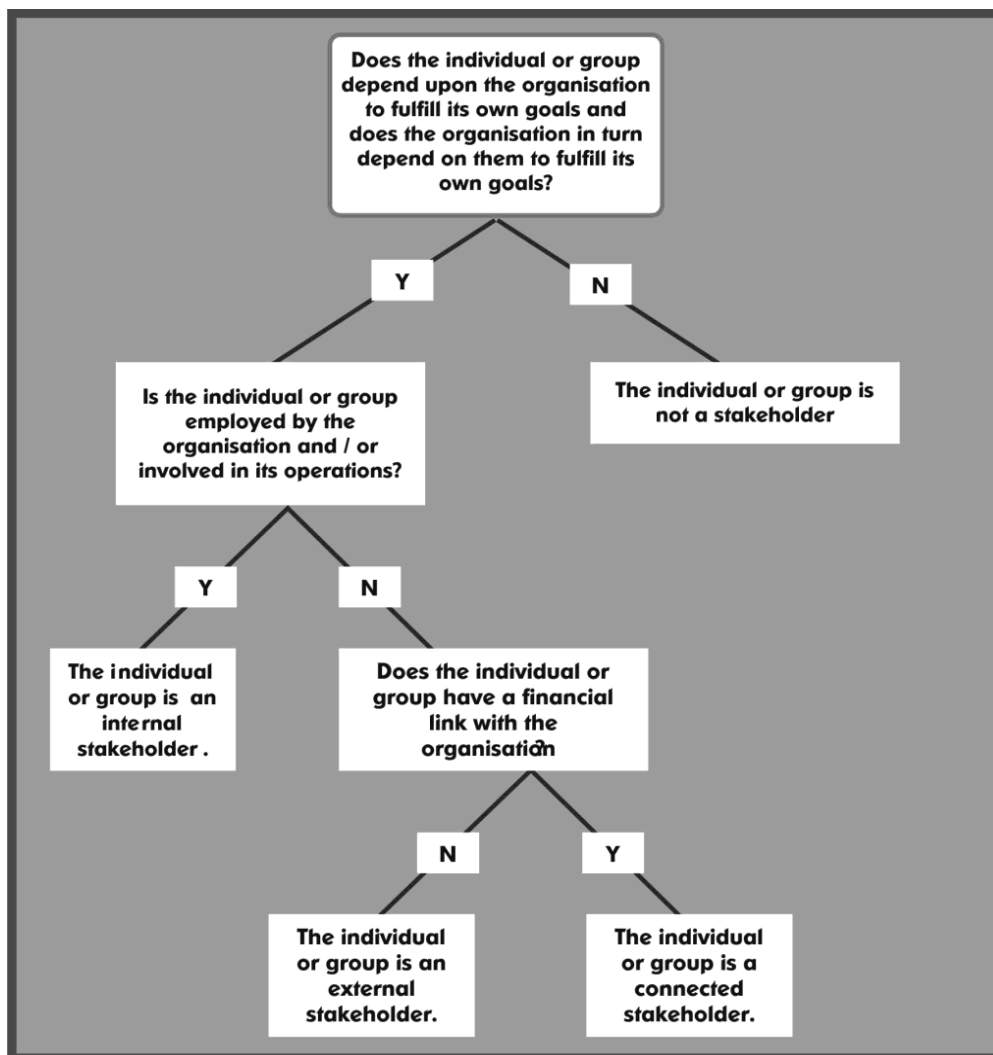 Does the individual or group
depend upon the organisation
to fulfill its own goals and
does the organisation in turn
depend on them to fulfill its
own goals?
Y
N
Is the individual or group
employed by the
organisation and / or
involved in its operations?
The individual or group is
not a stakeholder
Y
N
The individual
or group is an
internal
stakeholder .
Does the individual or
group have a financial
link with the
organisation?
N
Y
The individual
or group is an
external
stakeholder.
The individual
or group is a
connected
stakeholder.